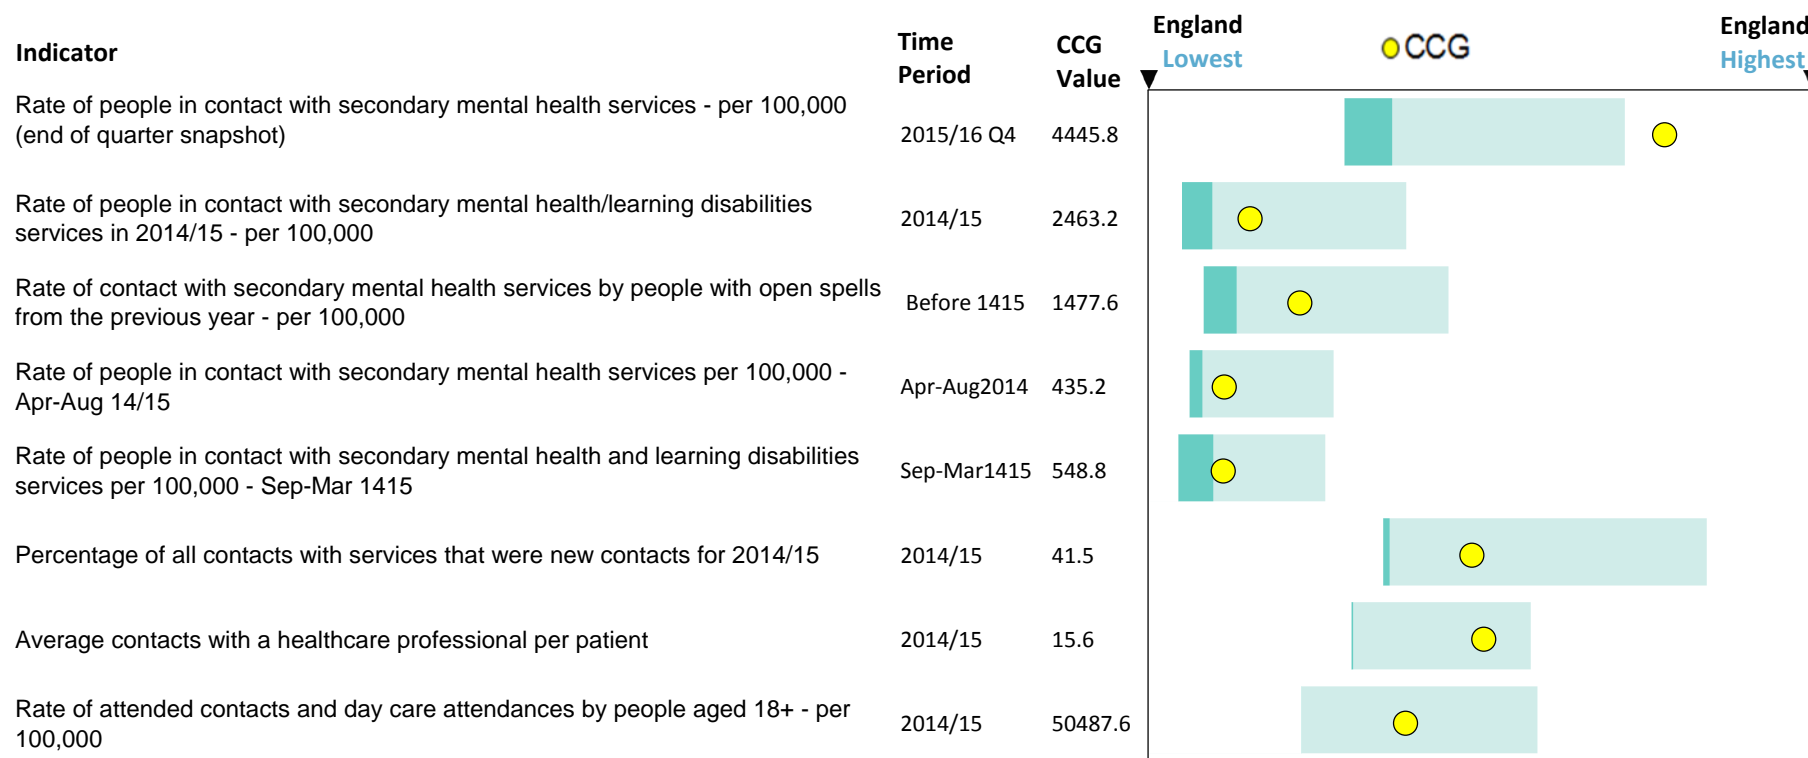 Indicator
Time Period
CCG Value
England Lowest
CCG
England Highest
Rate of people in contact with secondary mental health services - per 100,000
(end of quarter snapshot)
2015/16 Q4 4445.8
Rate of people in contact with secondary mental health/learning disabilities
services in 2014/15 - per 100,000
2014/15 2463.2
Rate of contact with secondary mental health services by people with open spells
from the previous year - per 100,000
Before 1415 1477.6
Rate of people in contact with secondary mental health services per 100,000 -
Apr-Aug 14/15
Apr-Aug2014 435.2
Rate of people in contact with secondary mental health and learning disabilities
services per 100,000 - Sep-Mar 1415
Sep-Mar1415 548.8
Percentage of all contacts with services that were new contacts for 2014/15 2014/15 41.5
Average contacts with a healthcare professional per patient 2014/15 15.6
Rate of attended contacts and day care attendances by people aged 18+ - per
100,000
2014/15 50487.6